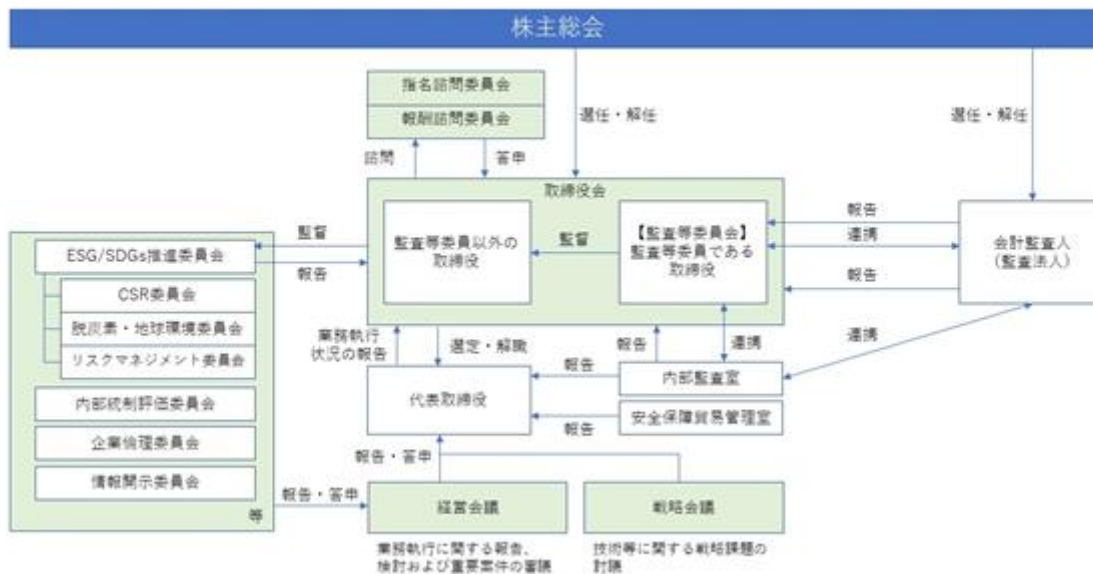 株主総会
指名諮問委員会
報酬諮問委員会
選任・解任
選任・解任
諮問
答申
取締役会
監査等委員以外の
取締役
監督
【監査等委員会】
監査等委員である
取締役
報告
連携
報告
会計監査人
(監査法人)
監督
報告
ESG/SDGs推進委員会
CSR委員会
脱炭素・地球環境委員会
リスクマネジメント委員会
内部統制評価委員会
企業倫理委員会
情報開示委員会
等
業務執行
状況の報告
選定・解職
報告
連携
連携
代表取締役
報告
内部監査室
報告
安全保障貿易管理室
報告・答申
報告・答申
経営会議
戦略会議
業務執行に関する報告、
検討および重要案件の審議
技術等に関する戦略課題の
討議